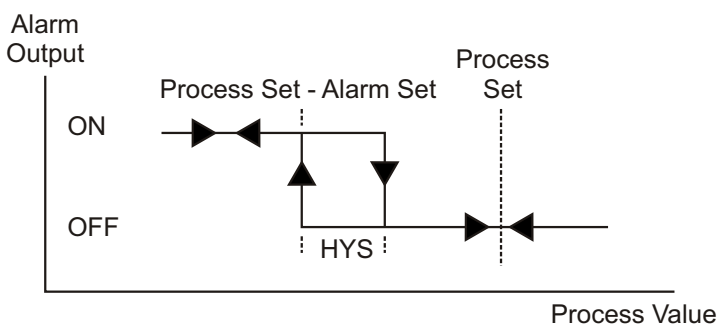 Alarm
Output
Process
Set
Process Set - Alarm Set
ON
OFF
HYS
Process Value